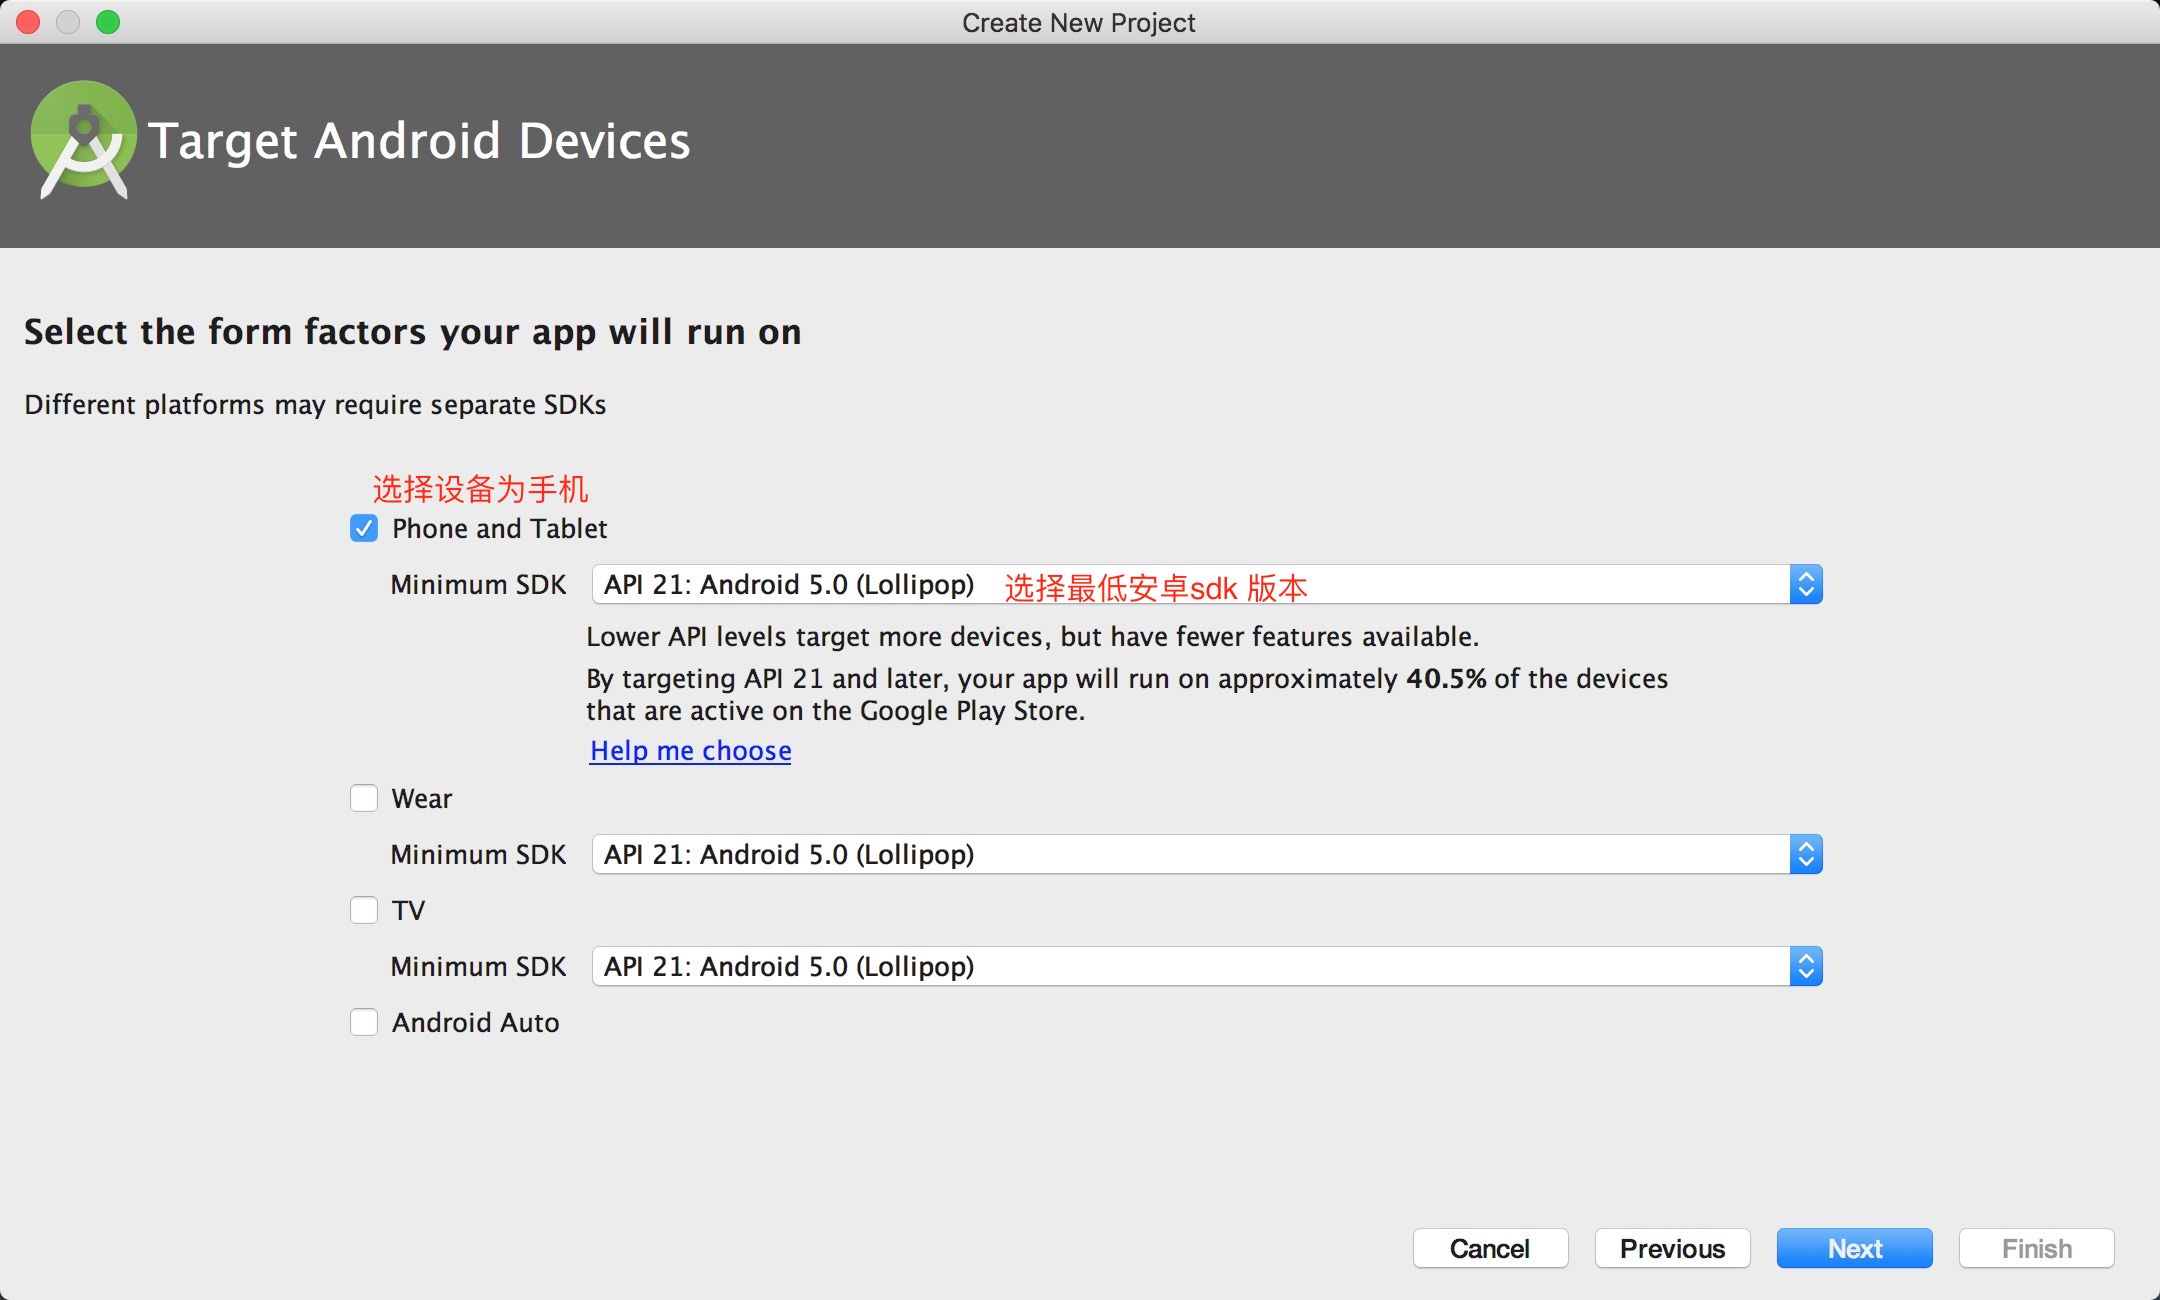 Create New Project
Target Android Devices
Select the form factors your app will run on
Different platforms may require separate SDKs
选择设备为手机
Phone and Tablet
Minimum SDK API 21: Android 5.0 (Lollipop) 选择最低安卓sdk 版本
Lower API levels target more devices, but have fewer features available.
By targeting API 21 and later, your app will run on approximately 40.5% of the devices
that are active on the Google Play Store.
Help me choose
Wear
Minimum SDK API 21: Android 5.0 (Lollipop)
TV
Minimum SDK API 21: Android 5.0 (Lollipop)
Android Auto
Cancel Previous Next Finish